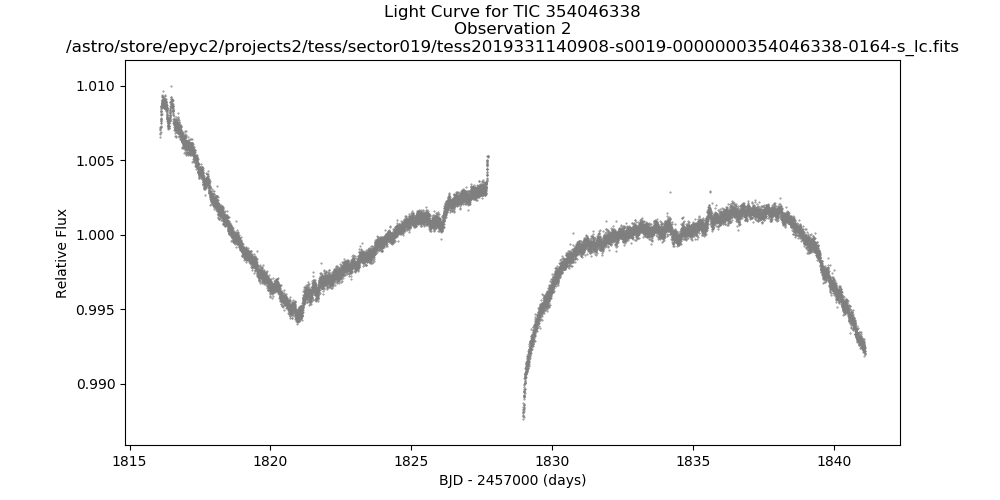 Light Curve for TIC 354046338
Observation 2
/astro/store/epyc2/projects2/tess/sector019/tess2019331140908-s0019-0000000354046338-0164-s_lc.fits
1.010
1.005
1.000
0.995
0.990
Relative Flux
1815
1820
1825
1830
1835
1840
BJD - 2457000 (days)